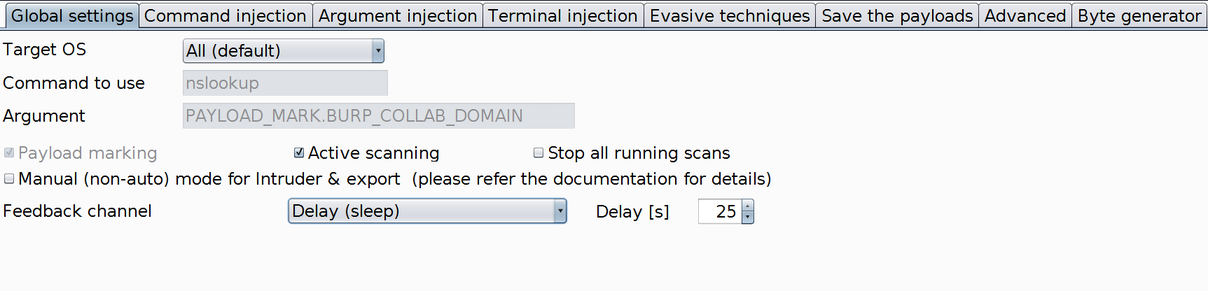 Global settings Command injection Argument injection Terminal injection Evasive techniques Save the payloads Advanced Byte generator
Target OS All (default)
Command to use nslookup
Argument PAYLOAD_MARK.BURP_COLLAB_DOMAIN
Payload marking Active scanning Stop all running scans
Manual (non-auto) mode for Intruder & export (please refer the documentation for details)
Feedback channel Delay (sleep) Delay [s] 25